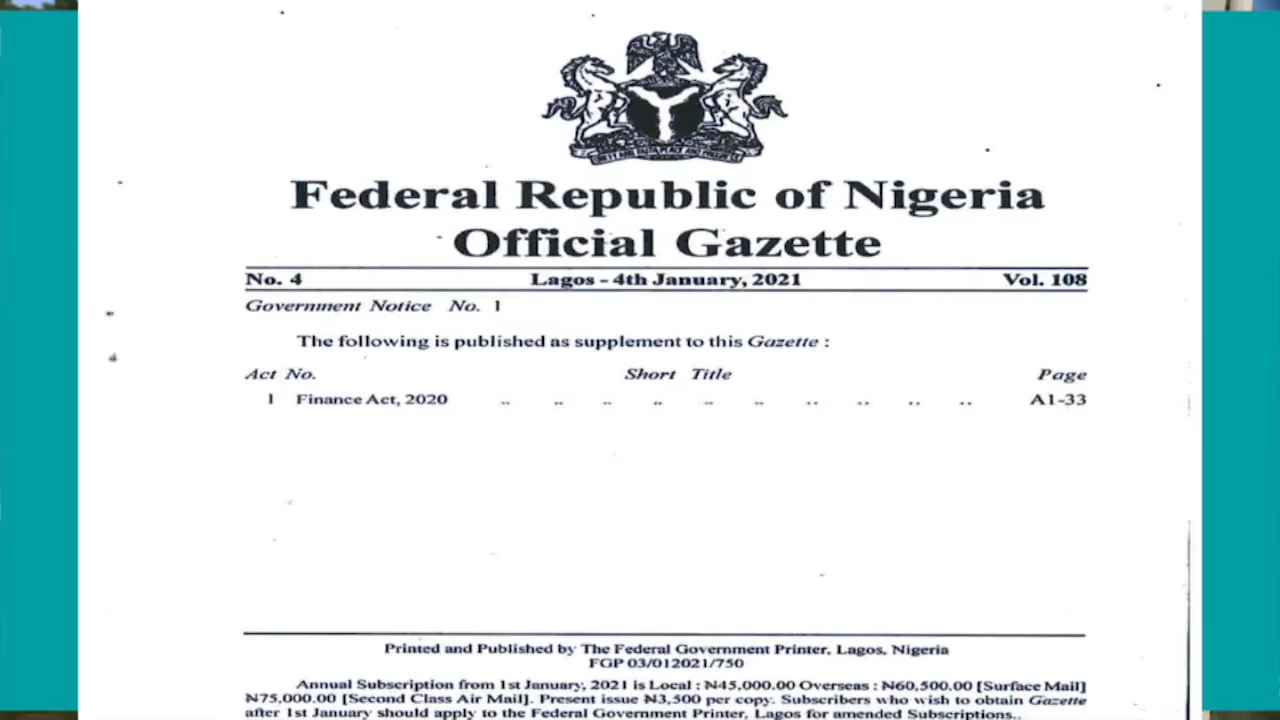 Federal Republic of Nigeria
Official Gazette
No. 4 Lagos - 4th January, 2021 Vol. 108
Government Notice No. 1
The following is published as supplement to this Gazette :
Act No. Short Title Page
1 Finance Act, 2020 .. .. .. .. .. .. .. .. .. .. A1-33
Printed and Published by The Federal Government Printer, Lagos, Nigeria
FGP 03/012021/750
Annual Subscription from 1st January, 2021 is Local : ₦45,000.00 Overseas : ₦60,500.00 [Surface Mail]
₦75,000.00 [Second Class Air Mail]. Present issue ₦3,500 per copy. Subscribers who wish to obtain Gazette
after 1st January should apply to the Federal Government Printer, Lagos for amended Subscriptions..